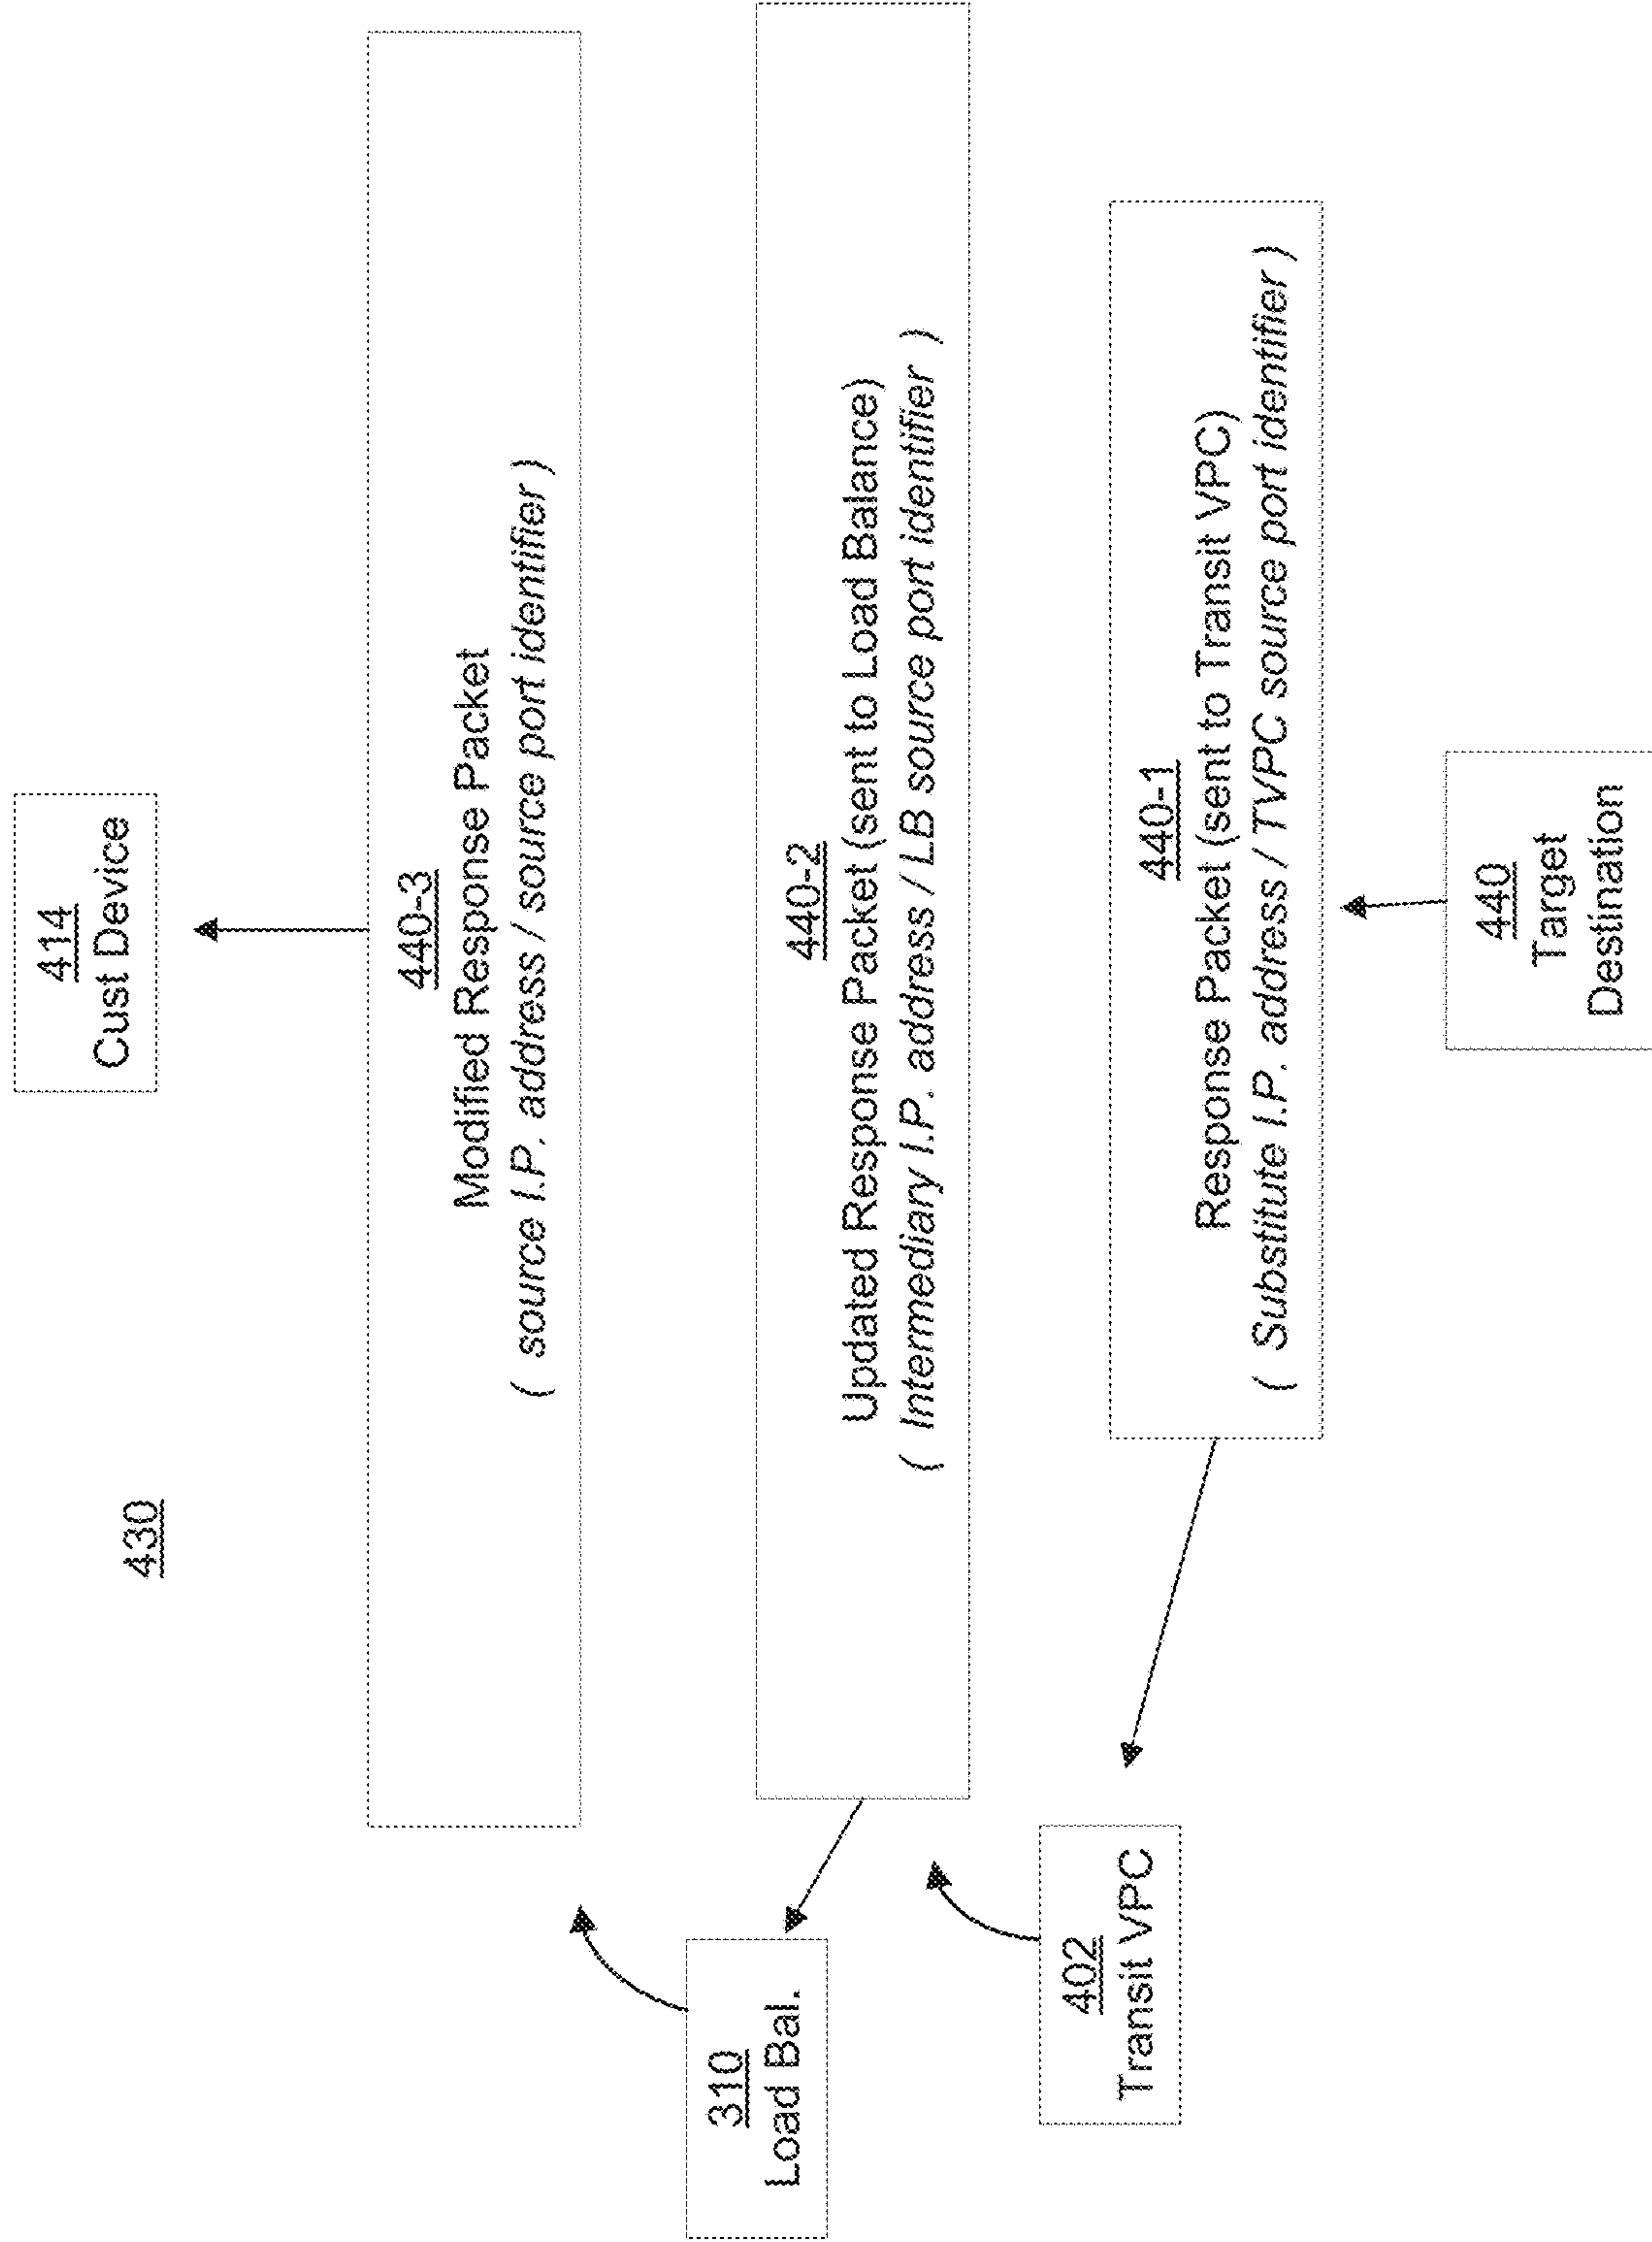 430
414
Cust Device
440-3
Modified Response Packet
( source I.P. address / source port identifier )
310
Load Bal.
440-2
Updated Response Packet (sent to Load Balance)
( Intermediary I.P. address / LB source port identifier )
402
Transit VPC
440-1
Response Packet (sent to Transit VPC)
( Substitute I.P. address / TVPC source port identifier )
440
Target
Destination